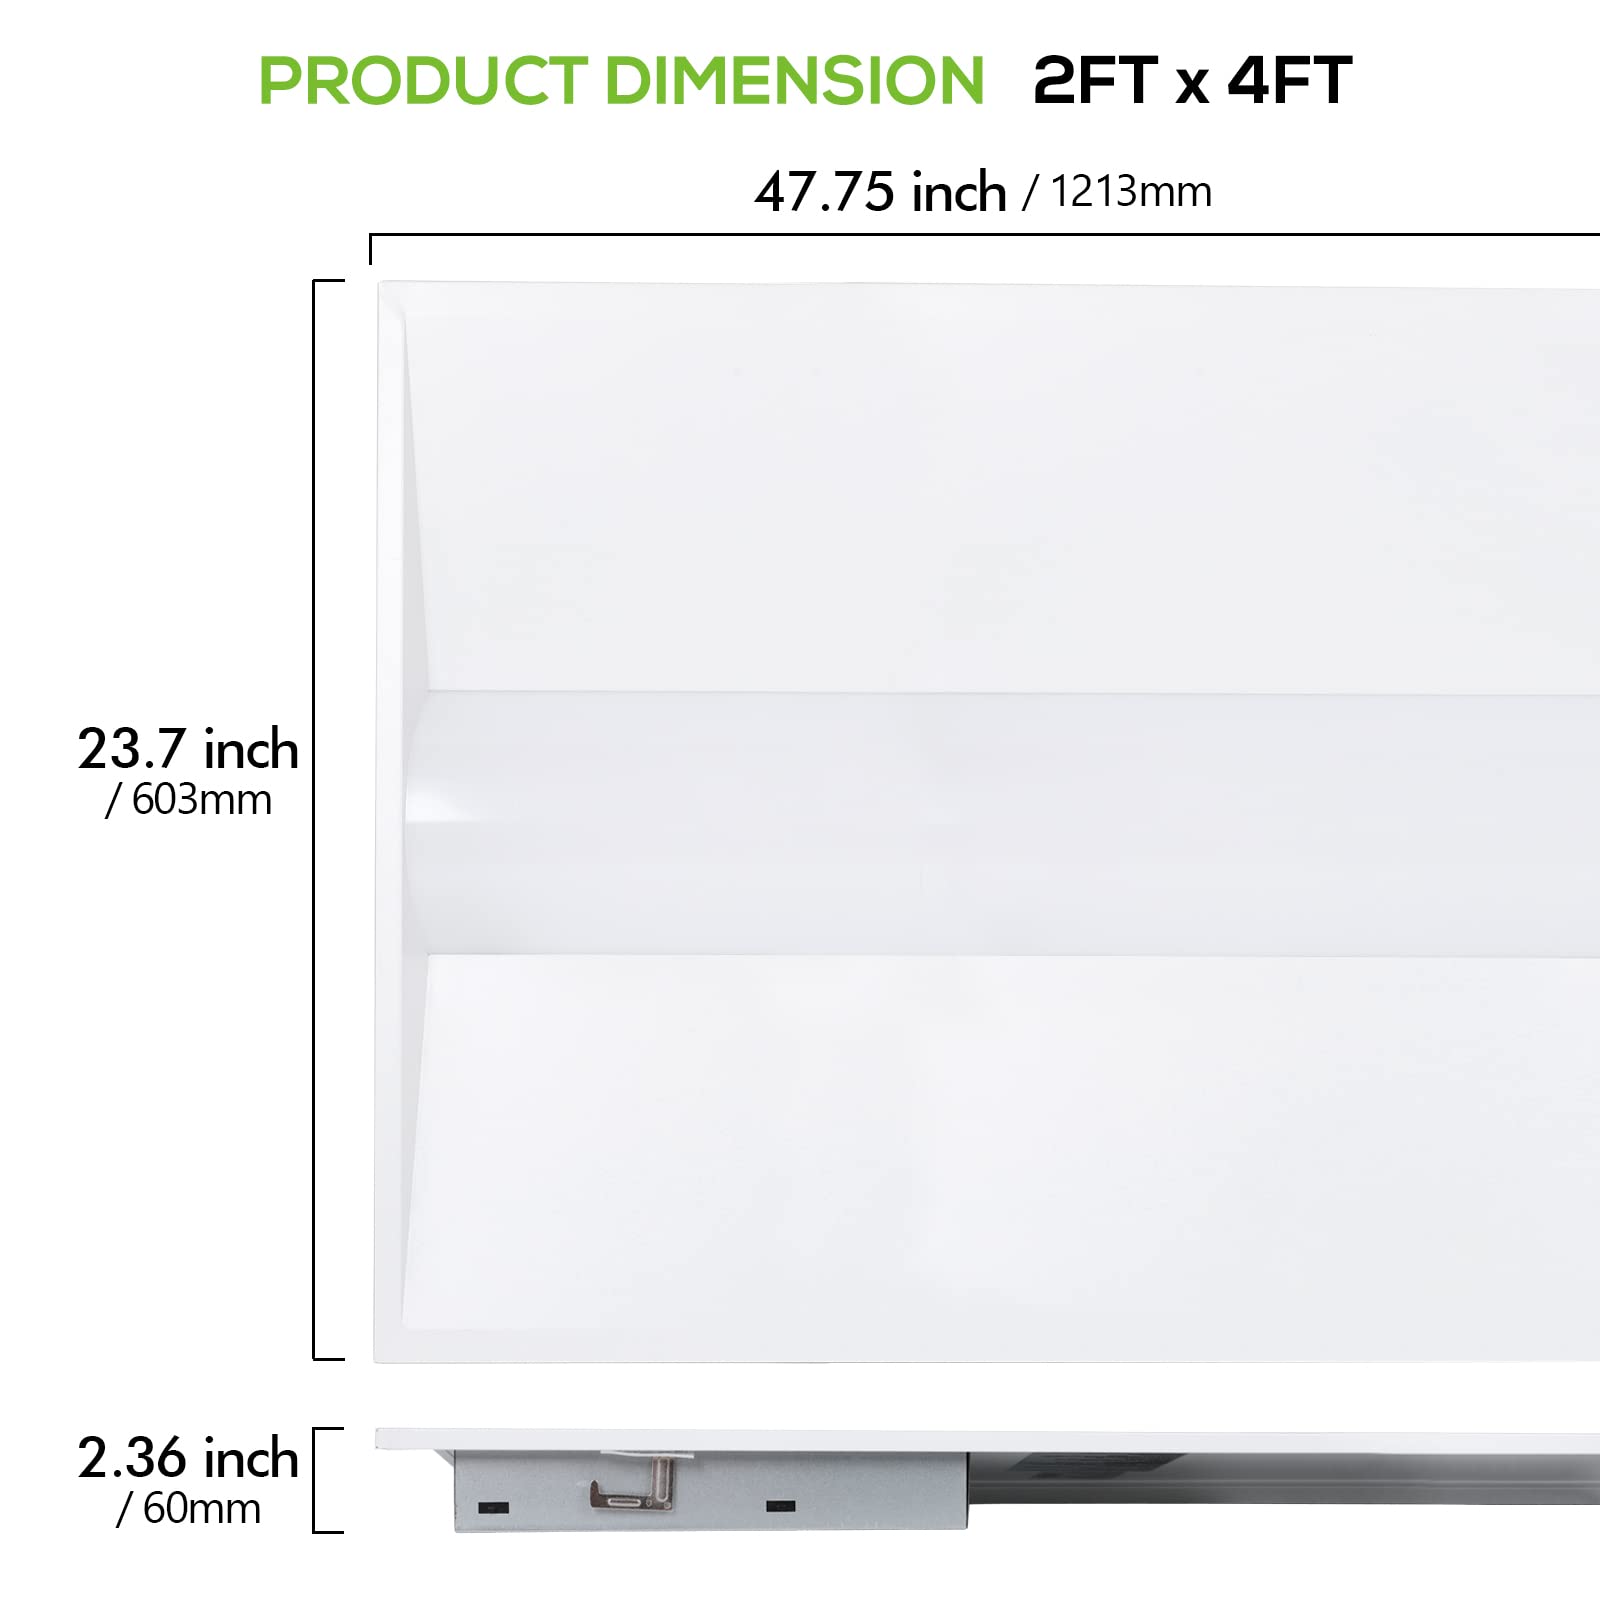 PRODUCT DIMENSION 2FT x 4FT
47.75 inch / 1213mm
23.7 inch
/ 603mm
2.36 inch
/ 60mm